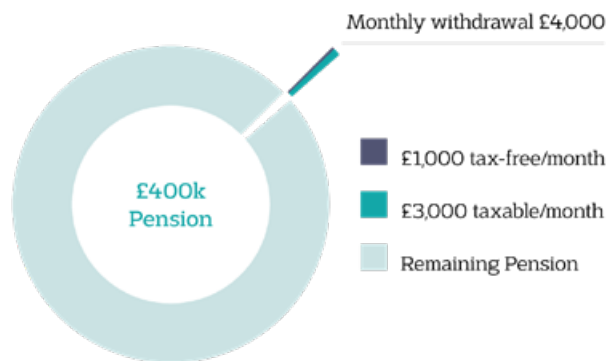 Monthly withdrawal £4,000
£400k
Pension
£1,000 tax-free/month
£3,000 taxable/month
Remaining Pension